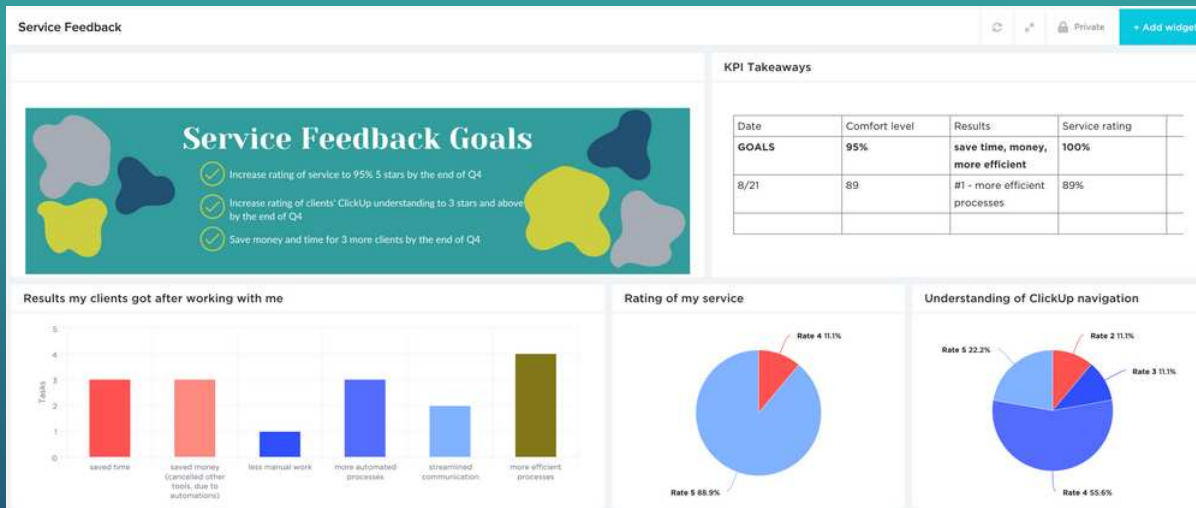 Service Feedback
Private
+ Add widget
KPI Takeaways
Service Feedback Goals
Increase rating of service to 95% 5 stars by the end of Q4
Increase rating of clients' ClickUp understanding to 3 stars and above
by the end of Q4
Save money and time for 3 more clients by the end of Q4
Date Comfort level Results Service rating
GOALS 95% save time, money, 100%
more efficient
8/21 89 #1 - more efficient 89%
processes
Results my clients got after working with me
5
4
3
2
1
0
Tasks
saved time
saved money
(cancelled other
tools, due to
automations)
less manual work
more automated
processes
streamlined
communication
more efficient
processes
Rating of my service
Rate 4 11.1%
Rate 5 88.9%
Understanding of ClickUp navigation
Rate 2 11.1%
Rate 5 22.2%
Rate 3 11.1%
Rate 4 55.6%